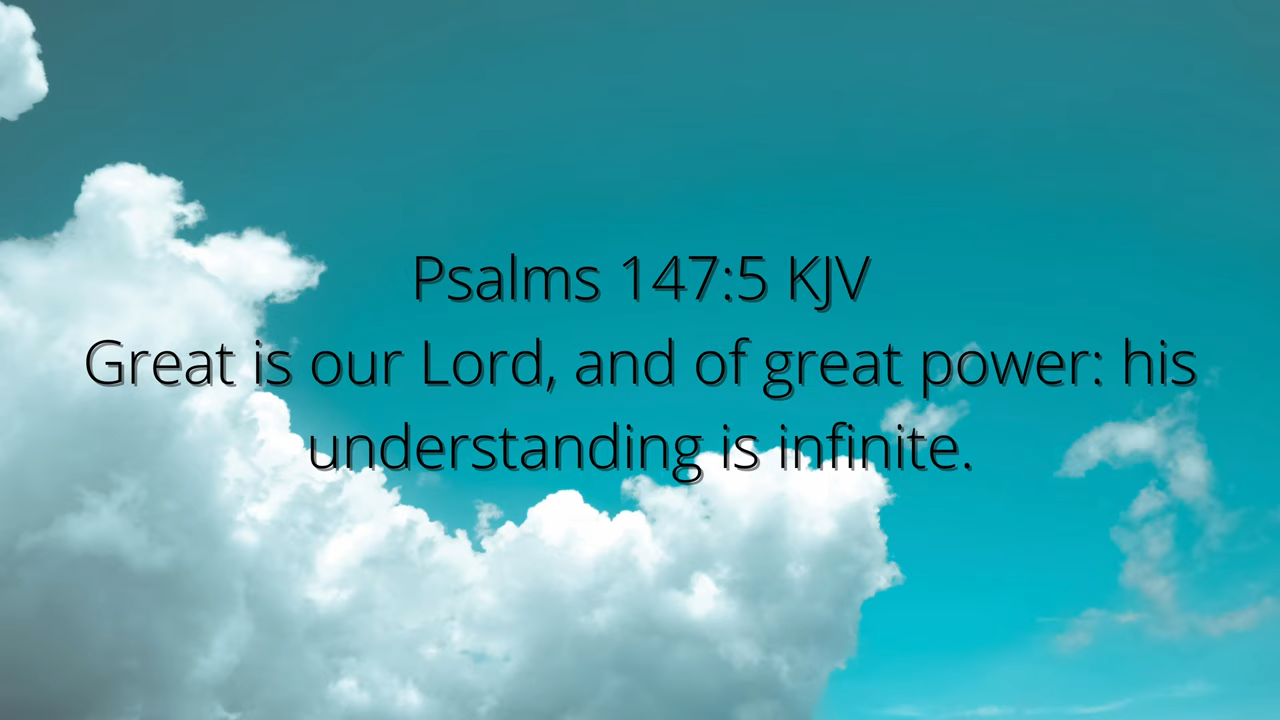 Psalms 147:5 KJV
Great is our Lord, and of great power: his
understanding is infinite.